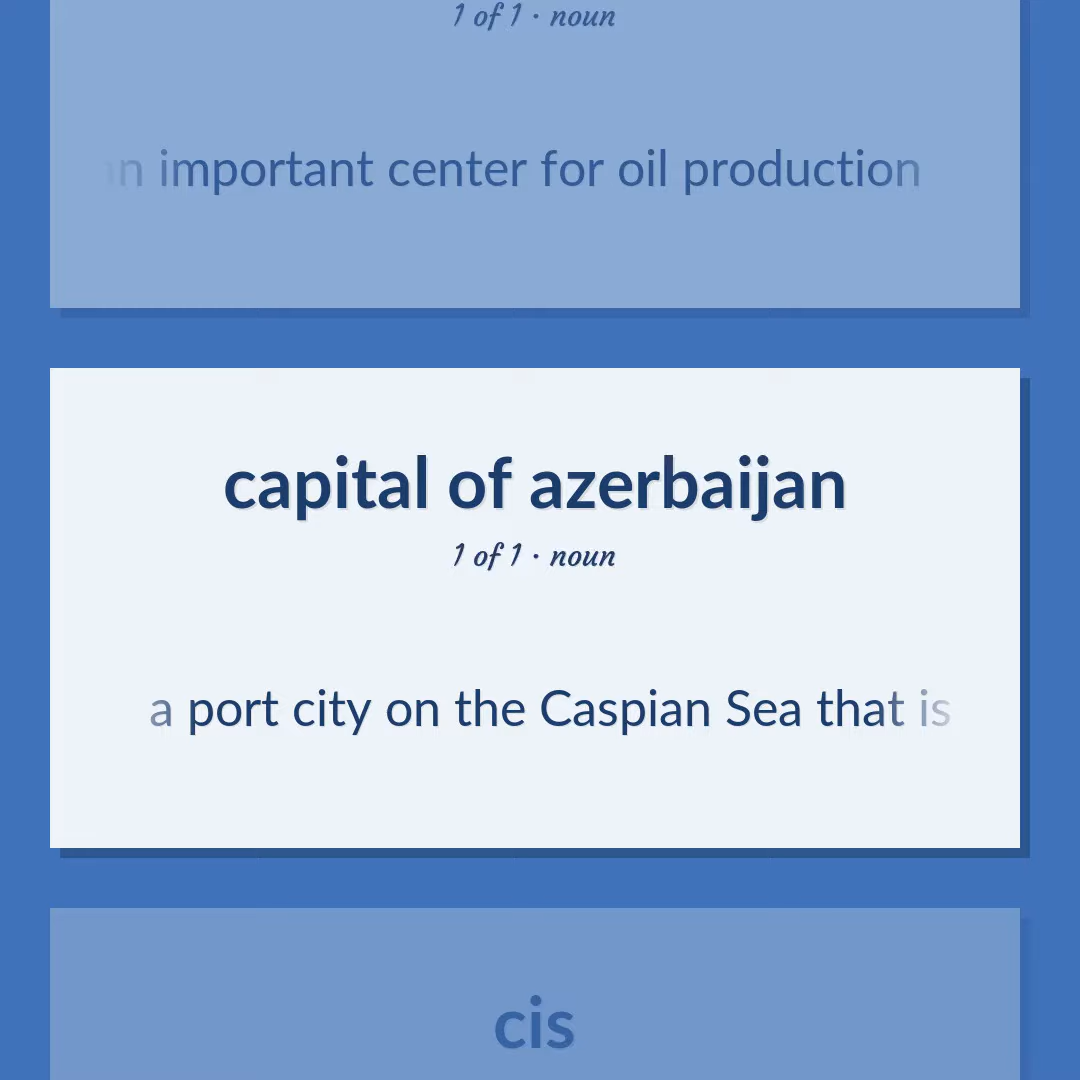 1 of 1 · noun
an important center for oil production
capital of azerbaijan
1 of 1 · noun
a port city on the Caspian Sea that is
cis